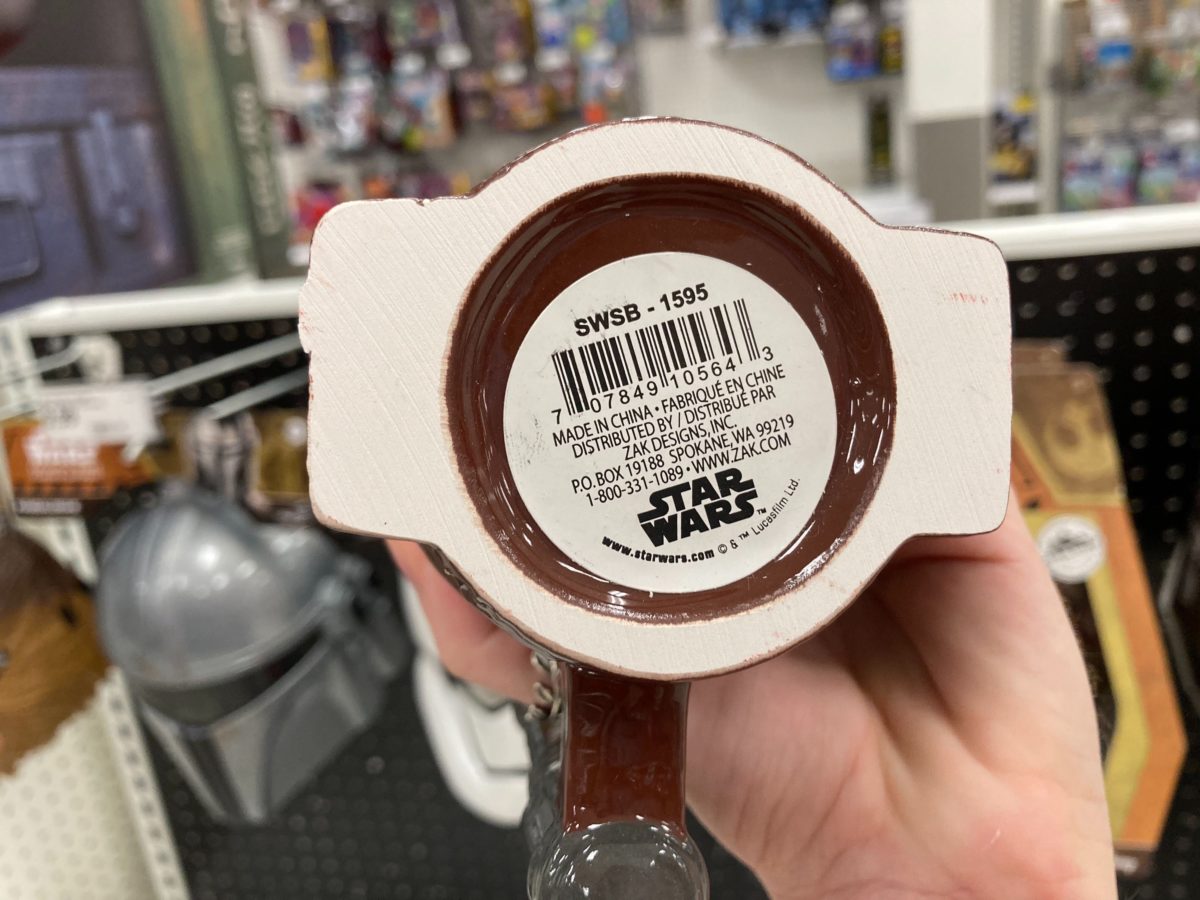 SWSB - 1595
7 07849 10564 3
MADE IN CHINA • FABRIQUÉ EN CHINE
DISTRIBUTED BY / DISTRIBUÉ PAR
ZAK DESIGNS, INC.
P.O. BOX 19188 SPOKANE, WA 99219
1-800-331-1089 • WWW.ZAK.COM
STAR
WARS™
www.starwars.com © & ™ Lucasfilm Ltd.